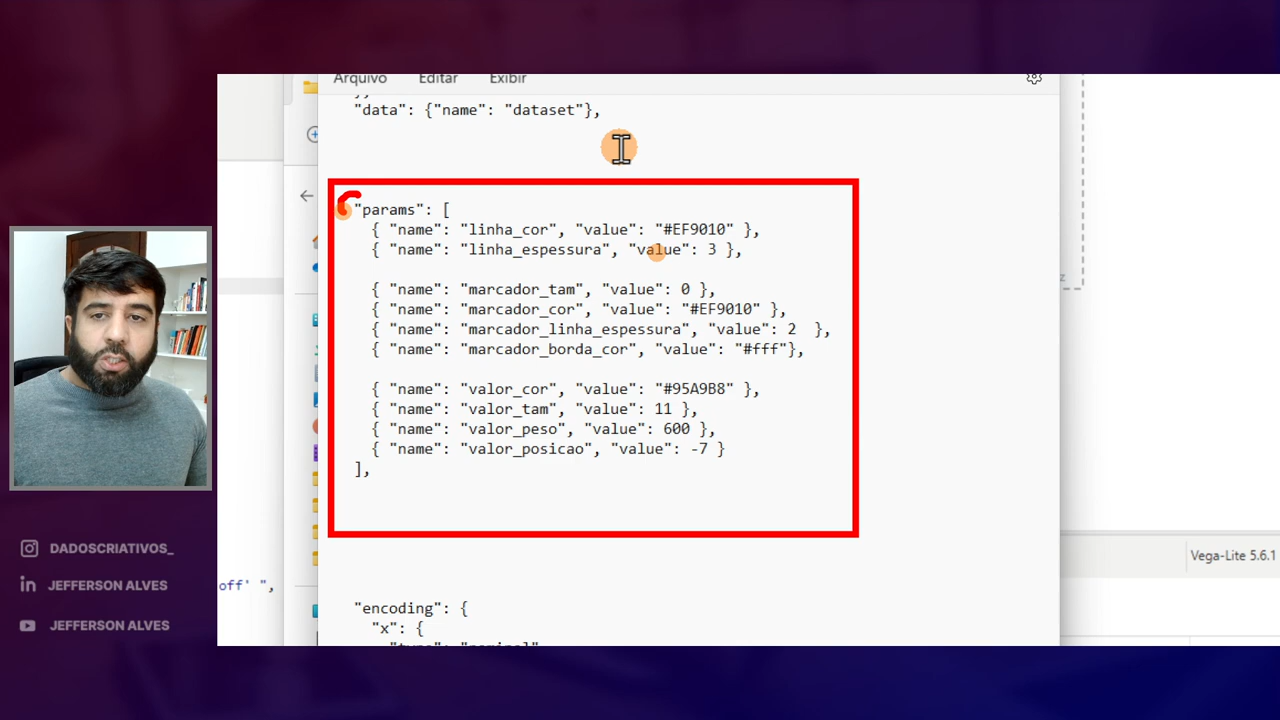 Arquivo Editar Exibir
"data": {"name": "dataset"},
"params": [
{ "name": "linha_cor", "value": "#EF9010" },
{ "name": "linha_espessura", "value": 3 },
{ "name": "marcador_tam", "value": 0 },
{ "name": "marcador_cor", "value": "#EF9010" },
{ "name": "marcador_linha_espessura", "value": 2 },
{ "name": "marcador_borda_cor", "value": "#fff"},
{ "name": "valor_cor", "value": "#95A9B8" },
{ "name": "valor_tam", "value": 11 },
{ "name": "valor_peso", "value": 600 },
{ "name": "valor_posicao", "value": -7 }
],
"encoding": {
"x": {
off' ",
Vega-Lite 5.6.1
DADOSCRIATIVOS_
JEFFERSON ALVES
JEFFERSON ALVES